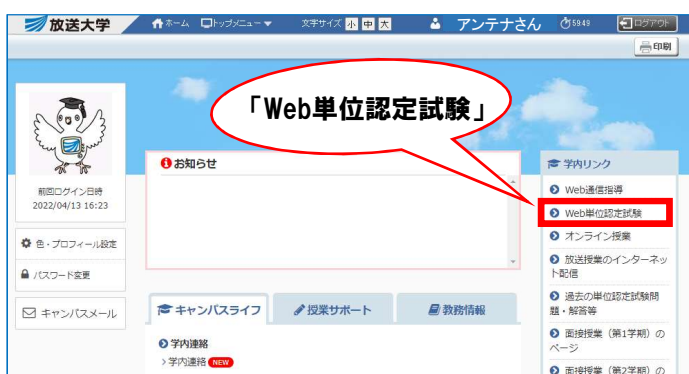 放送大学 ホーム トップメニュー▼ 文字サイズ 小 中 大 アンテナさん 59:49 ログアウト
印刷
「Web単位認定試験」
前回ログイン日時
2022/04/13 16:23
色・プロフィール設定
パスワード変更
キャンパスメール
お知らせ
キャンパスライフ 授業サポート 教務情報
学内連絡
> 学内連絡 NEW
学内リンク
Web通信指導
Web単位認定試験
オンライン授業
放送授業のインターネッ
ト配信
過去の単位認定試験問
題・解答等
面接授業（第1学期）の
ページ
面接授業（第2学期）の